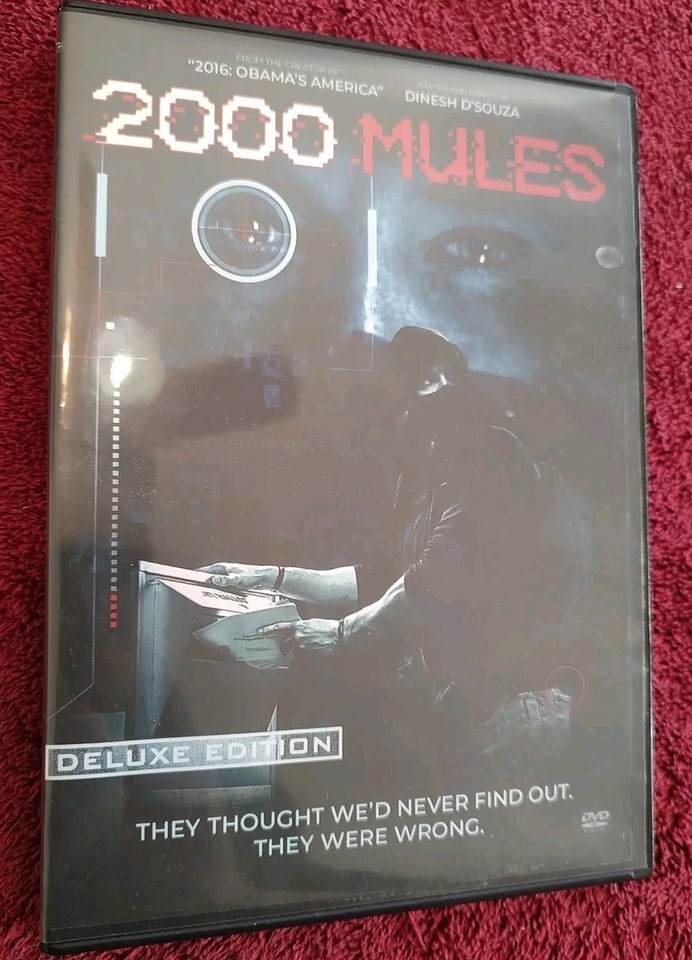 FROM THE CREATOR OF
"2016: OBAMA'S AMERICA"
WRITER AND DIRECTOR
DINESH D'SOUZA
2000 MULES
DELUXE EDITION
THEY THOUGHT WE'D NEVER FIND OUT.
THEY WERE WRONG.
DVD